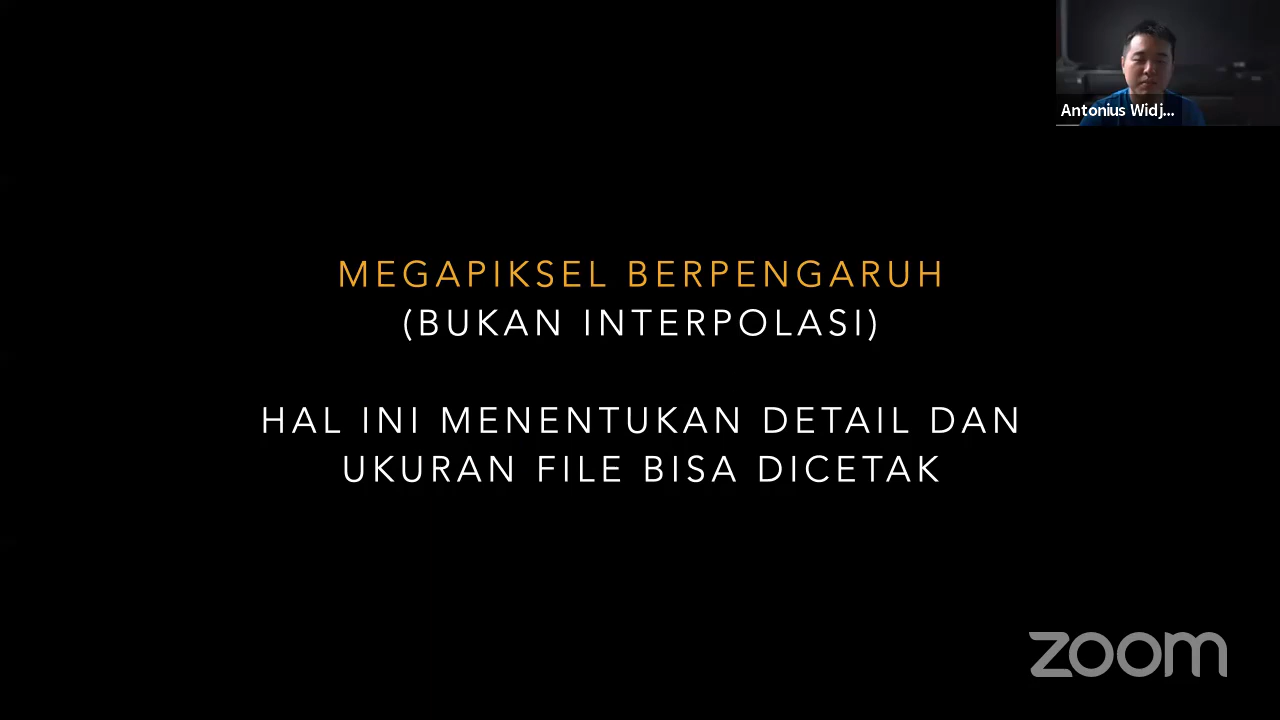 Antonius Widj...
MEGAPIKSEL BERPENGARUH
(BUKAN INTERPOLASI)
HAL INI MENENTUKAN DETAIL DAN
UKURAN FILE BISA DICETAK
zoom